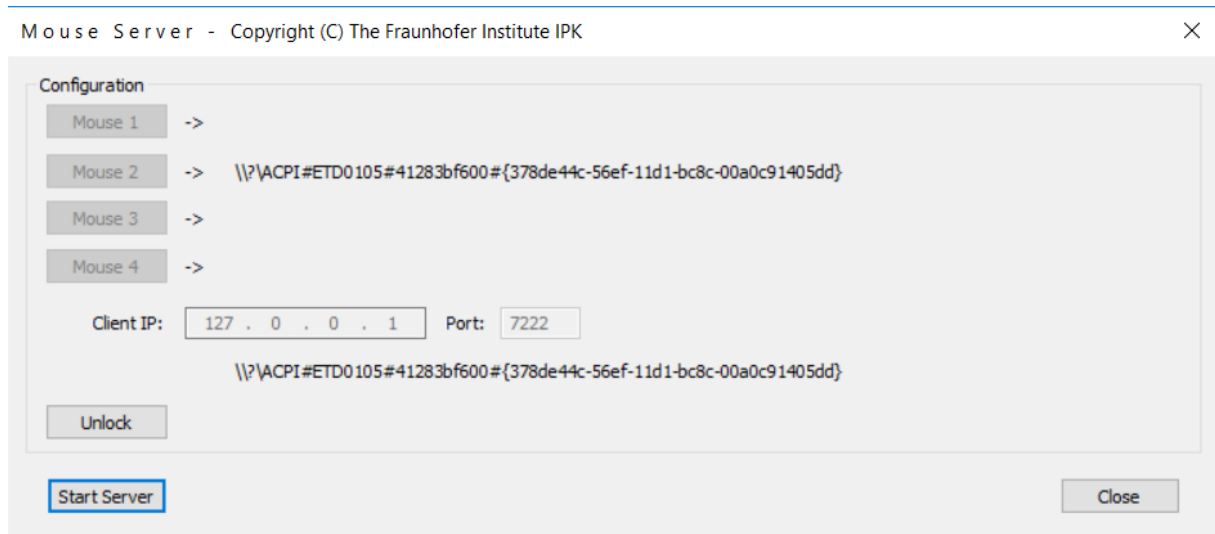 Mouse Server - Copyright (C) The Fraunhofer Institute IPK
Configuration
Mouse 1 ->
Mouse 2 -> \\?\ACPI#ETD0105#41283bf600#{378de44c-56ef-11d1-bc8c-00a0c91405dd}
Mouse 3 ->
Mouse 4 ->
Client IP: 127 . 0 . 0 . 1 Port: 7222
\\?\ACPI#ETD0105#41283bf600#{378de44c-56ef-11d1-bc8c-00a0c91405dd}
Unlock
Start Server Close